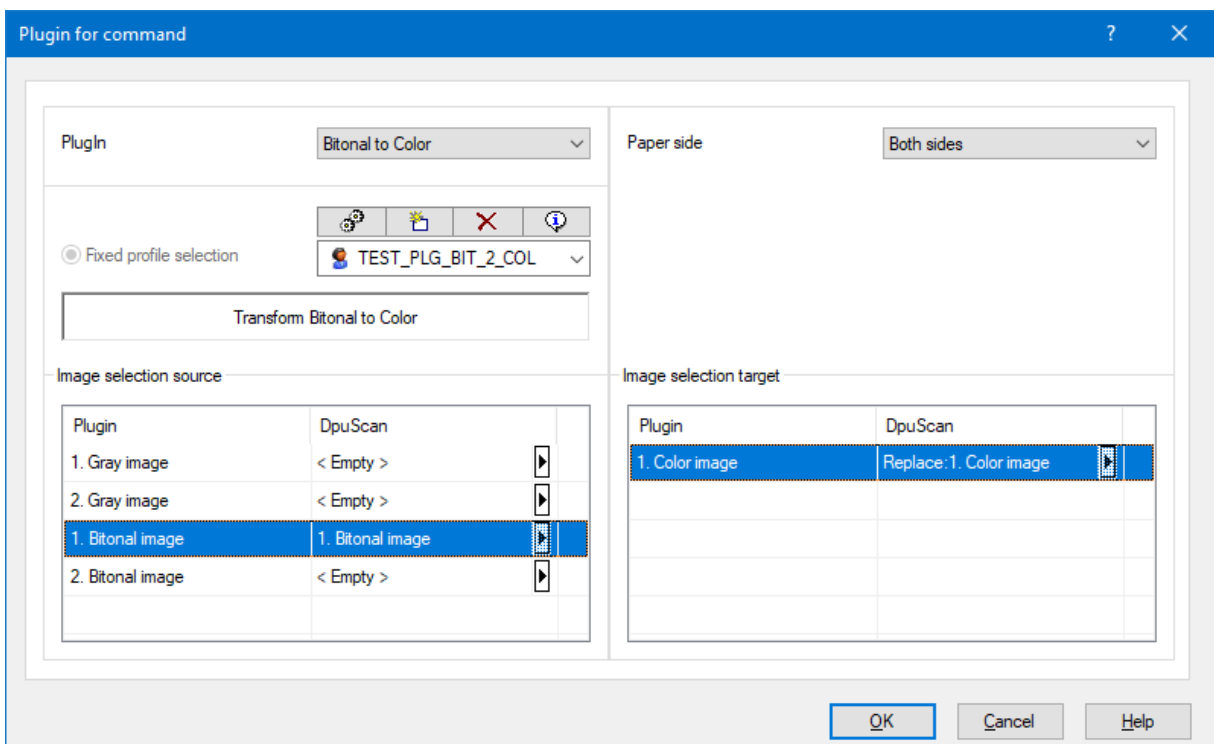 Plugin for command
PlugIn
Bitonal to Color
Paper side
Both sides
Fixed profile selection
TEST_PLG_BIT_2_COL
Transform Bitonal to Color
Image selection source
Plugin DpuScan
1. Gray image < Empty >
2. Gray image < Empty >
1. Bitonal image 1. Bitonal image
2. Bitonal image < Empty >
Image selection target
Plugin DpuScan
1. Color image Replace:1. Color image
OK Cancel Help